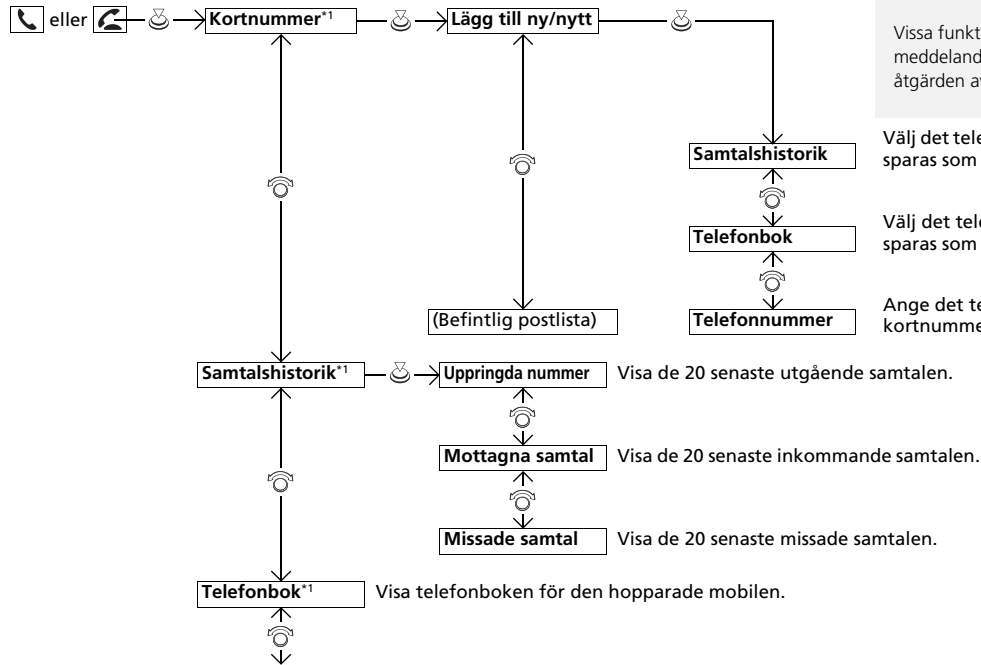 eller Kortnummer*1 Lägg till ny/nytt
Vissa funkt
meddeland
åtgärden av
Samtalshistorik
Välj det tele
sparas som
Telefonbok
Välj det tele
sparas som
(Befintlig postlista)
Telefonnummer
Ange det te
kortnumme
Samtalshistorik*1 Uppringda nummer Visa de 20 senaste utgående samtalen.
Mottagna samtal Visa de 20 senaste inkommande samtalen.
Missade samtal Visa de 20 senaste missade samtalen.
Telefonbok*1 Visa telefonboken för den hopparade mobilen.